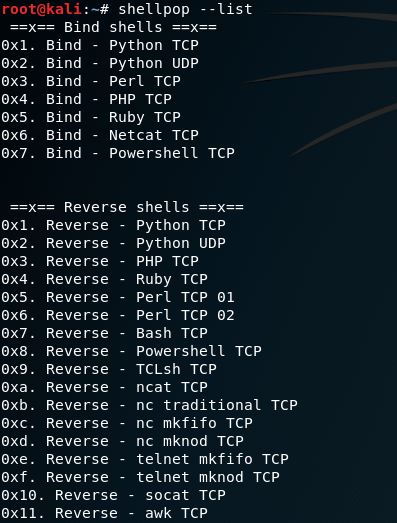 root@kali:~# shellpop --list
==x== Bind shells ==x==
0x1. Bind - Python TCP
0x2. Bind - Python UDP
0x3. Bind - Perl TCP
0x4. Bind - PHP TCP
0x5. Bind - Ruby TCP
0x6. Bind - Netcat TCP
0x7. Bind - Powershell TCP
==x== Reverse shells ==x==
0x1. Reverse - Python TCP
0x2. Reverse - Python UDP
0x3. Reverse - PHP TCP
0x4. Reverse - Ruby TCP
0x5. Reverse - Perl TCP 01
0x6. Reverse - Perl TCP 02
0x7. Reverse - Bash TCP
0x8. Reverse - Powershell TCP
0x9. Reverse - TCLsh TCP
0xa. Reverse - ncat TCP
0xb. Reverse - nc traditional TCP
0xc. Reverse - nc mkfifo TCP
0xd. Reverse - nc mknod TCP
0xe. Reverse - telnet mkfifo TCP
0xf. Reverse - telnet mknod TCP
0x10. Reverse - socat TCP
0x11. Reverse - awk TCP